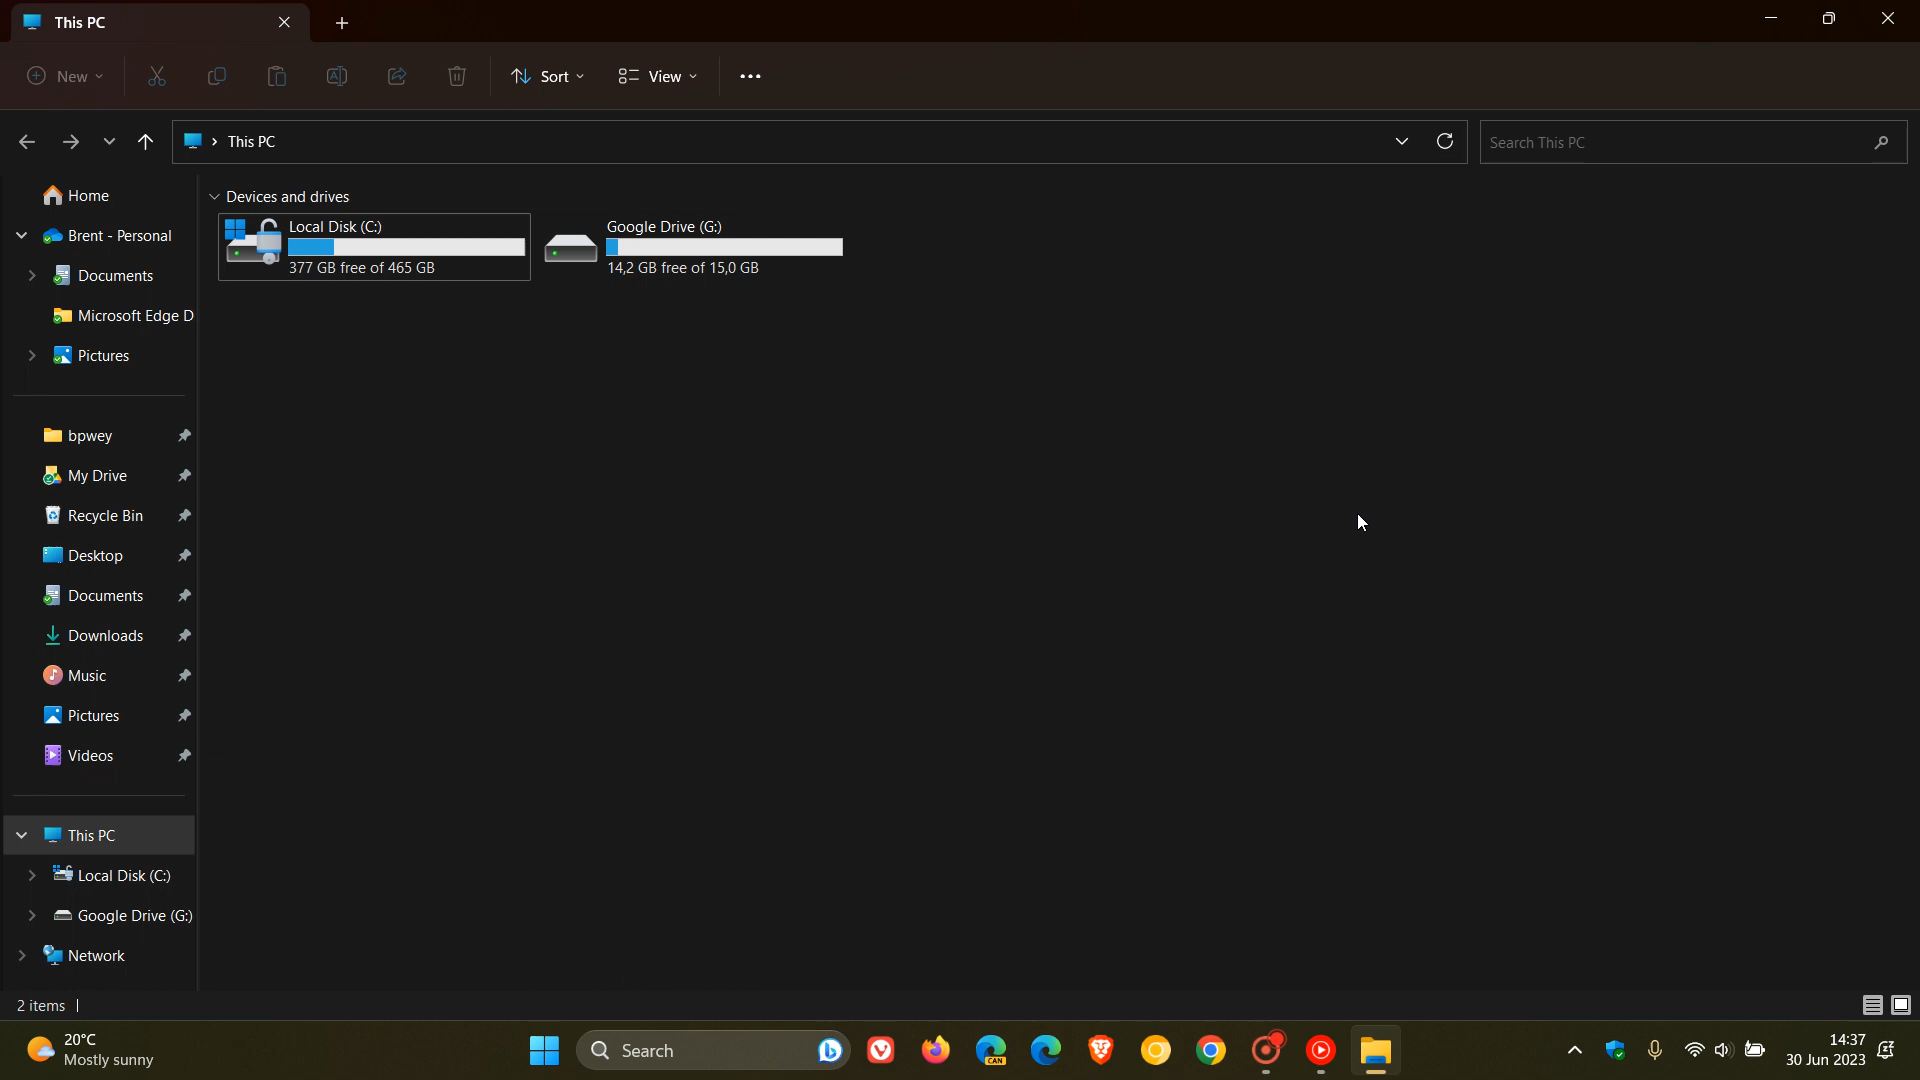 This PC
New
Sort
View
This PC
Search This PC
Home
Brent - Personal
Documents
Microsoft Edge D
Pictures
bpwey
My Drive
Recycle Bin
Desktop
Documents
Downloads
Music
Pictures
Videos
This PC
Local Disk (C:)
Google Drive (G:)
Network
Devices and drives
Local Disk (C:)
377 GB free of 465 GB
Google Drive (G:)
14,2 GB free of 15,0 GB
2 items
20°C
Mostly sunny
Search
CAN
14:37
30 Jun 2023